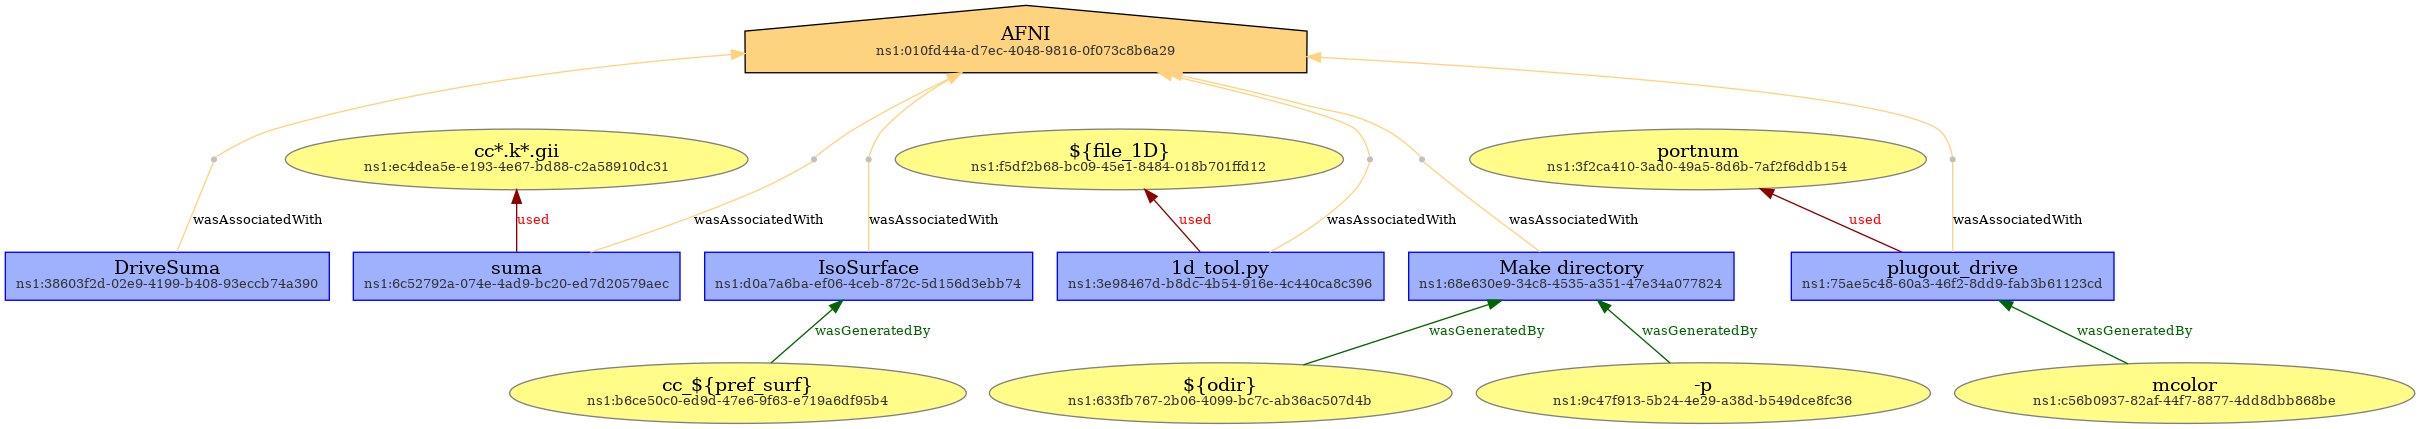 AFNI
ns1:010fd44a-d7ec-4048-9816-0f073c8b6a29
cc*.k*.gii
ns1:ec4dea5e-e193-4e67-bd88-c2a58910dc31
${file_1D}
ns1:f5df2b68-bc09-45e1-8484-018b701ffd12
portnum
ns1:3f2ca410-3ad0-49a5-8d6b-7af2f6ddb154
wasAssociatedWith
used
wasAssociatedWith
wasAssociatedWith
used
wasAssociatedWith
wasAssociatedWith
used
wasAssociatedWith
DriveSuma
ns1:38603f2d-02e9-4199-b408-93eccb74a390
suma
ns1:6c52792a-074e-4ad9-bc20-ed7d20579aec
IsoSurface
ns1:d0a7a6ba-ef06-4ceb-872c-5d156d3ebb74
1d_tool.py
ns1:3e98467d-b8dc-4b54-916e-4c440ca8c396
Make directory
ns1:68e630e9-34c8-4535-a351-47e34a077824
plugout_drive
ns1:75ae5c48-60a3-46f2-8dd9-fab3b61123cd
wasGeneratedBy
wasGeneratedBy
wasGeneratedBy
wasGeneratedBy
cc_${pref_surf}
ns1:b6ce50c0-ed9d-47e6-9f63-e719a6df95b4
${odir}
ns1:633fb767-2b06-4099-bc7c-ab36ac507d4b
-p
ns1:9c47f913-5b24-4e29-a38d-b549dce8fc36
mcolor
ns1:c56b0937-82af-44f7-8877-4dd8dbb868be